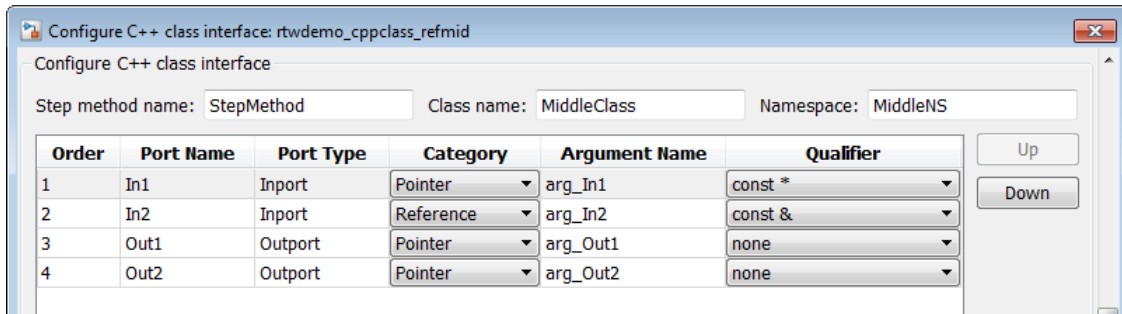 Configure C++ class interface: rtwdemo_cppclass_refmid
Configure C++ class interface
Step method name: StepMethod Class name: MiddleClass Namespace: MiddleNS
Order Port Name Port Type Category Argument Name Qualifier Up
1 In1 Inport Pointer arg_In1 const * Down
2 In2 Inport Reference arg_In2 const &
3 Out1 Outport Pointer arg_Out1 none
4 Out2 Outport Pointer arg_Out2 none